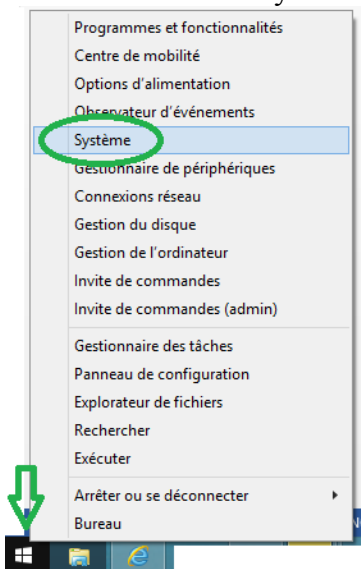 Programmes et fonctionnalités
Centre de mobilité
Options d'alimentation
Observateur d'événements
Système
Gestionnaire de périphériques
Connexions réseau
Gestion du disque
Gestion de l'ordinateur
Invite de commandes
Invite de commandes (admin)
Gestionnaire des tâches
Panneau de configuration
Explorateur de fichiers
Rechercher
Exécuter
Arrêter ou se déconnecter
Bureau